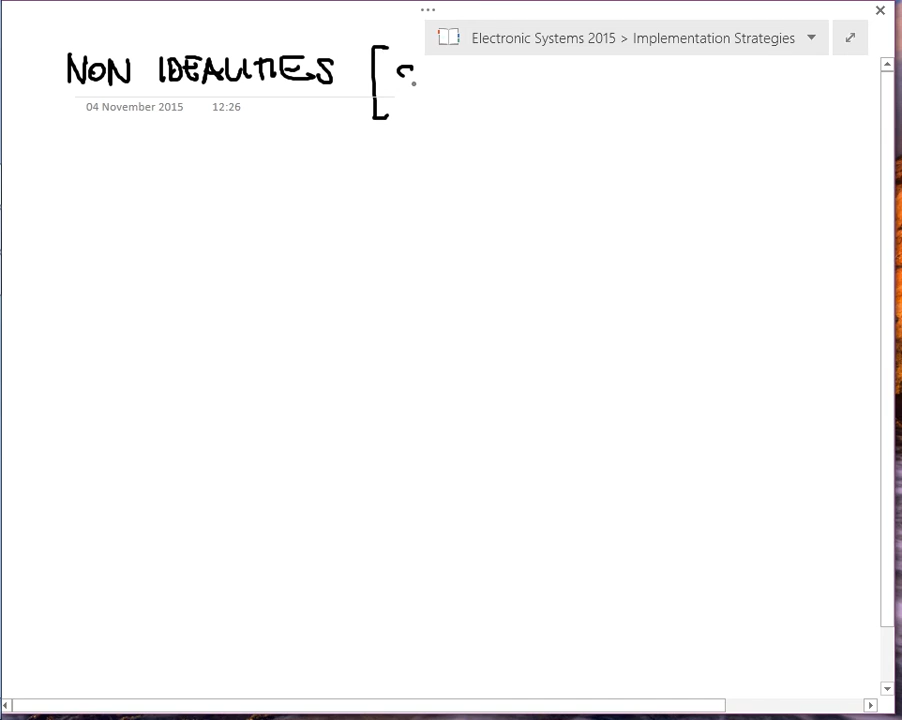 Electronic Systems 2015 > Implementation Strategies
NON IDEALITIES [
04 November 2015 12:26